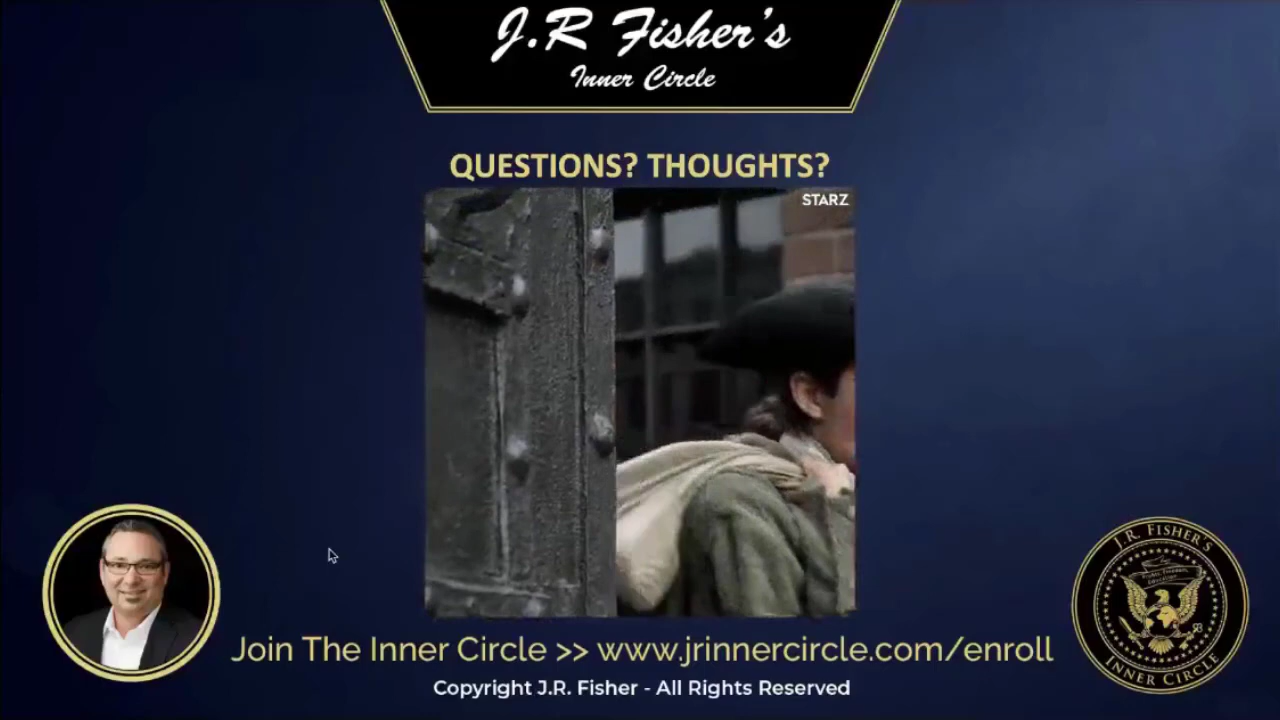 J.R Fisher's
Inner Circle
QUESTIONS? THOUGHTS?
STARZ
J.R. FISHER'S
INNER CIRCLE
Join The Inner Circle >> www.jrinnercircle.com/enroll
Copyright J.R. Fisher - All Rights Reserved